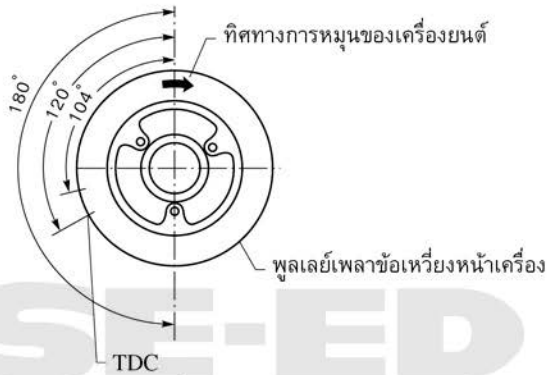 ทิศทางการหมุนของเครื่องยนต์
180°
120°
104°
พูลเลย์เพลาข้อเหวี่ยงหน้าเครื่อง
SE-ED
TDC